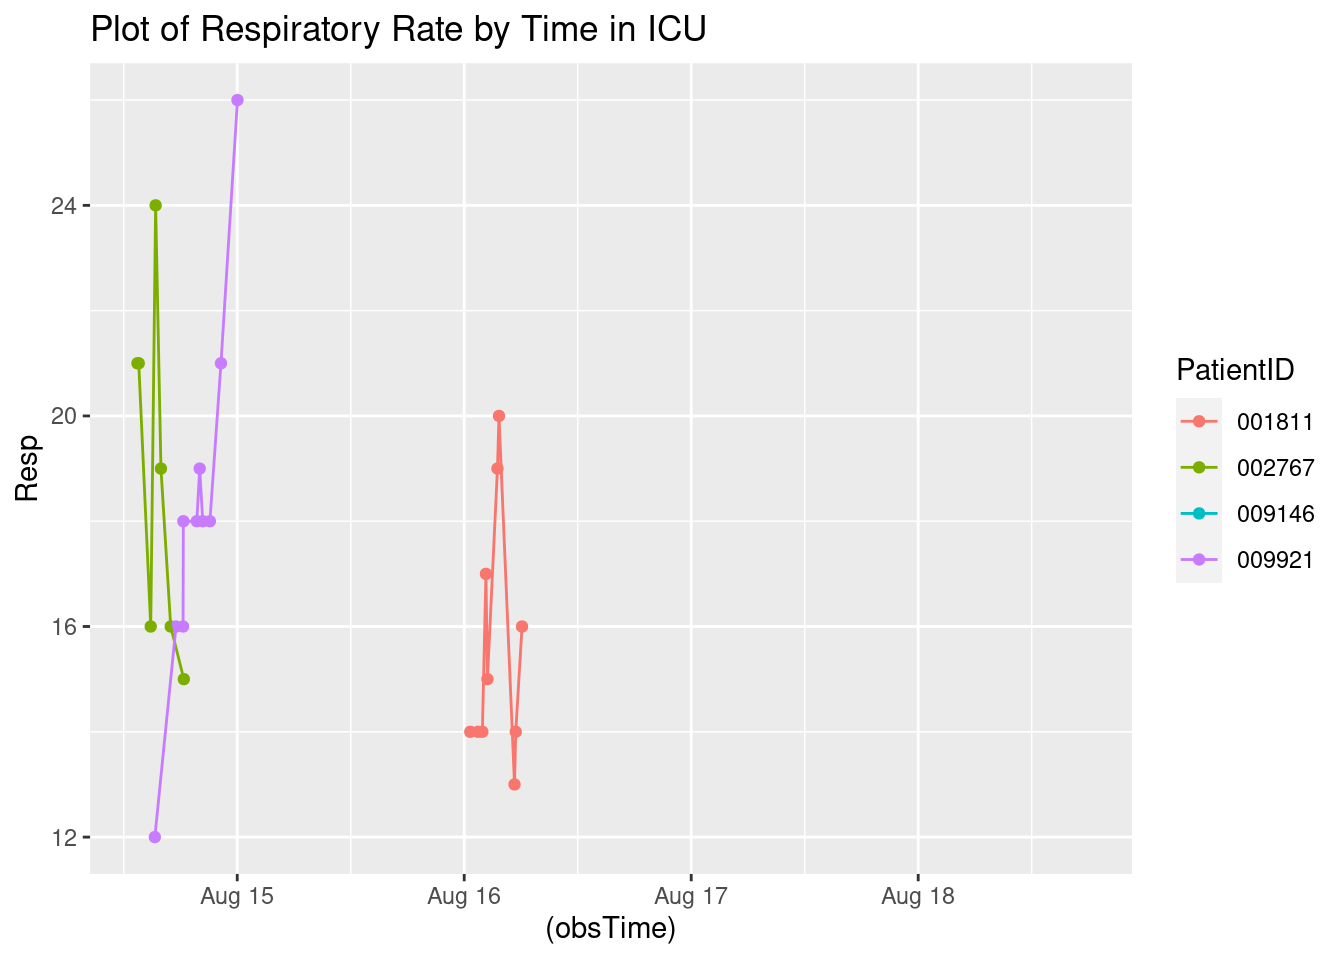 Plot of Respiratory Rate by Time in ICU
24
20
16
12
Resp
Aug 15
Aug 16
Aug 17
Aug 18
(obsTime)
PatientID
001811
002767
009146
009921